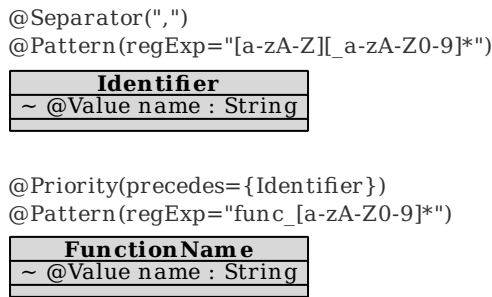 @Separator(",")
@Pattern(regExp="[a-zA-Z][_a-zA-Z0-9]*")
Identifier
~ @Value name : String
@Priority(precedes={Identifier})
@Pattern(regExp="func_[a-zA-Z0-9]*")
FunctionName
~ @Value name : String